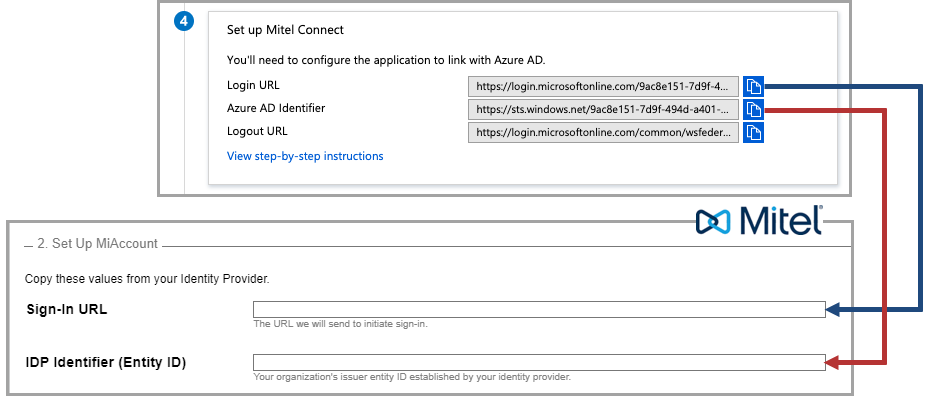 4
Set up Mitel Connect
You'll need to configure the application to link with Azure AD.
Login URL
https://login.microsoftonline.com/9ac8e151-7d9f-4...
Azure AD Identifier
https://sts.windows.net/9ac8e151-7d9f-494d-a401-...
Logout URL
https://login.microsoftonline.com/common/wsfeder...
View step-by-step instructions
Mitel®
2. Set Up MiAccount
Copy these values from your Identity Provider.
Sign-In URL
The URL we will send to initiate sign-in.
IDP Identifier (Entity ID)
Your organization's issuer entity ID established by your identity provider.